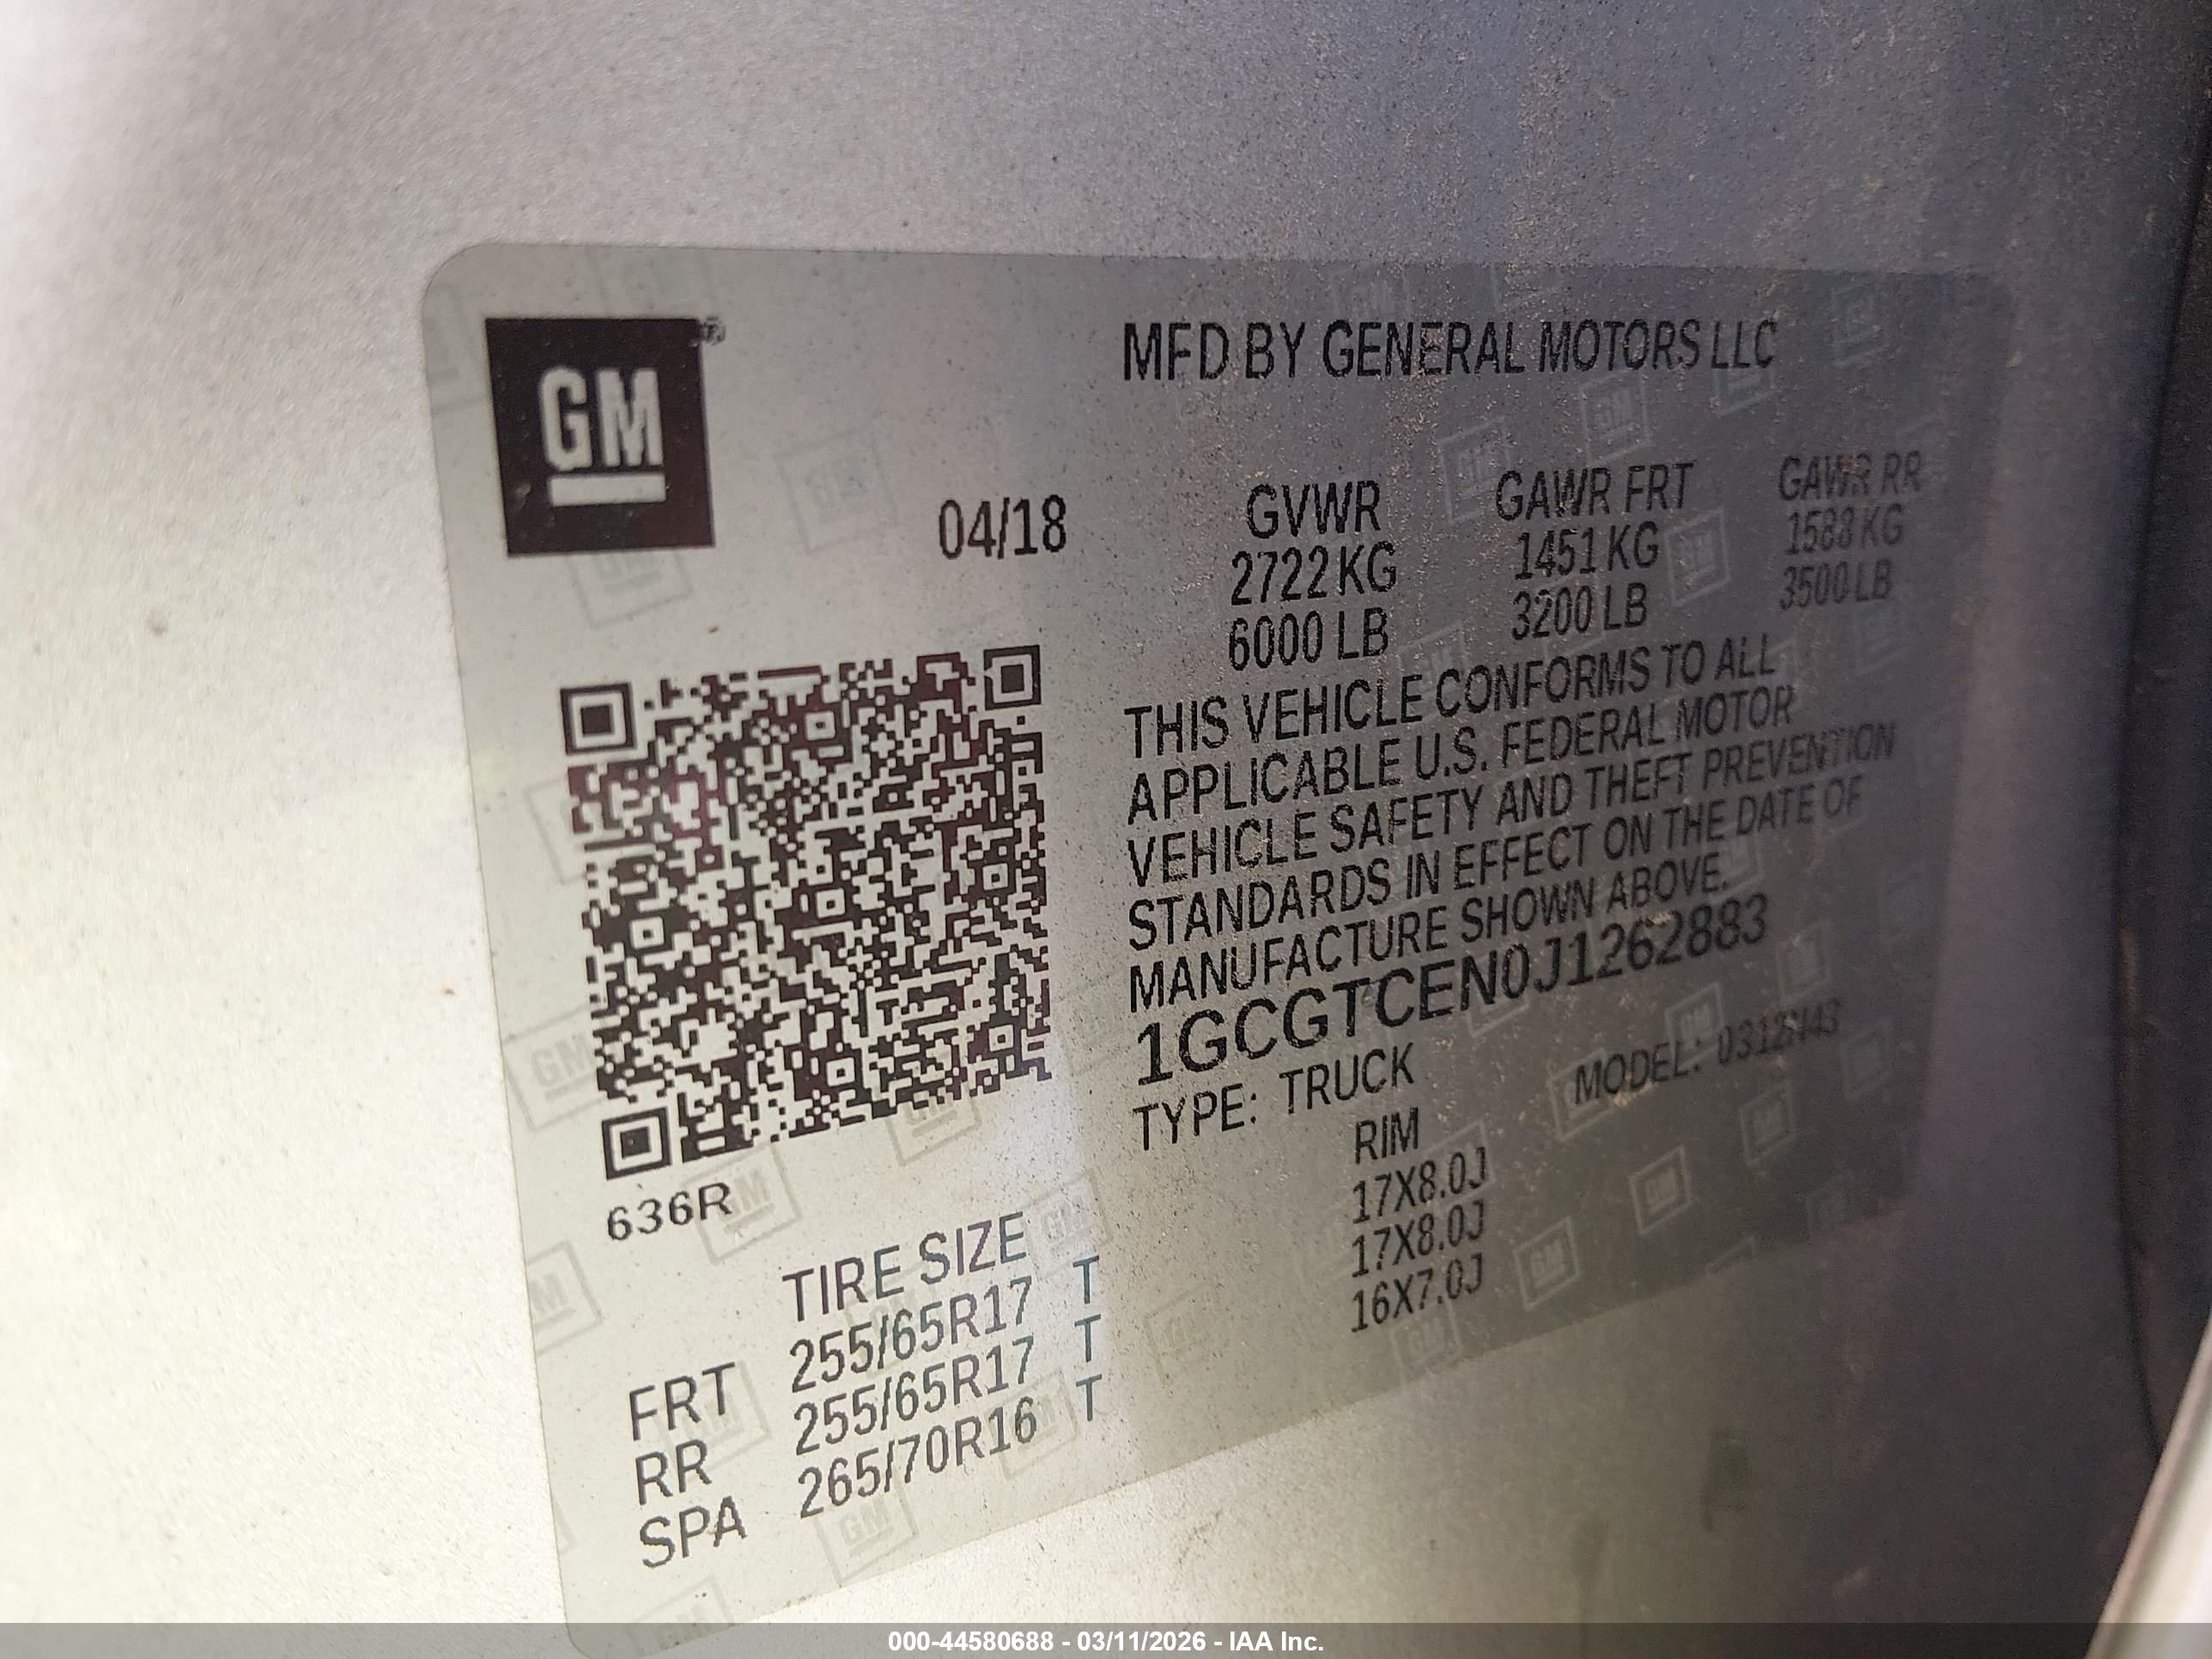 GM®
MFD BY GENERAL MOTORS LLC
04/18
GVWR GAWR FRT GAWR RR
2722 KG 1451 KG 1588 KG
6000 LB 3200 LB 3500 LB
THIS VEHICLE CONFORMS TO ALL
APPLICABLE U.S. FEDERAL MOTOR
VEHICLE SAFETY AND THEFT PREVENTION
STANDARDS IN EFFECT ON THE DATE OF
MANUFACTURE SHOWN ABOVE.
1GCGTCEN0J1262883
TYPE: TRUCK MODEL: 0312N43
636R
TIRE SIZE RIM
FRT 255/65R17 T 17X8.0J
RR 255/65R17 T 17X8.0J
SPA 265/70R16 T 16X7.0J
000-44580688 - 03/11/2026 - IAA Inc.